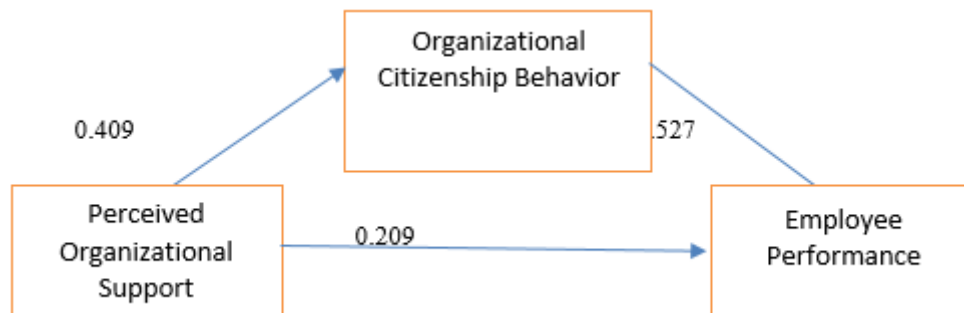 Organizational
Citizenship Behavior
0.409
.527
Perceived
Organizational
Support
0.209
Employee
Performance